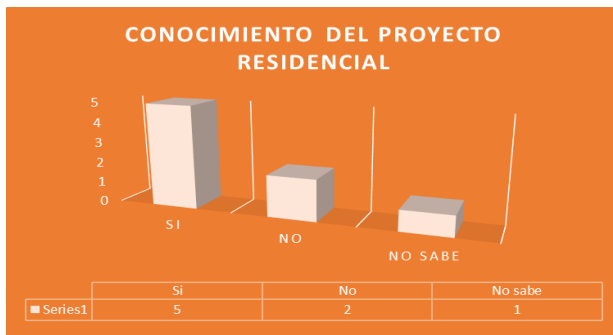 CONOCIMIENTO DEL PROYECTO
RESIDENCIAL
5
4
3
2
1
0
SI
NO
NO SABE
Si No No sabe
Series1 5 2 1